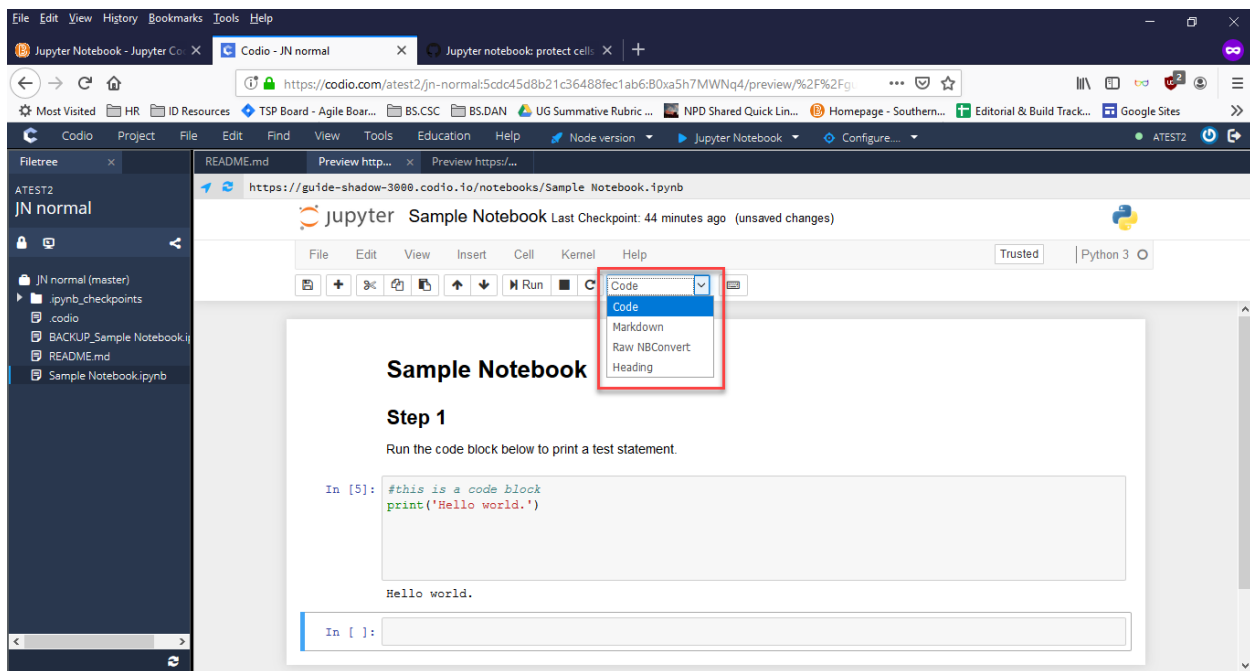 File Edit View History Bookmarks Tools Help
Jupyter Notebook - Jupyter Co
Codio - JN normal
Jupyter notebook: protect cells
https://codio.com/atest2/jn-normal:5cdc45d8b21c36488fec1ab6:B0xa5h7MWNq4/preview/%2F%2Fg
2
Most Visited HR ID Resources TSP Board - Agile Boar... BS.CSC BS.DAN UG Summative Rubric ... NPD Shared Quick Lin... Homepage - Southern... Editorial & Build Track... Google Sites
Codio Project File Edit Find View Tools Education Help Node version Jupyter Notebook Configure.... ATEST2
Filetree
README.md Preview http... Preview https:/...
https://guide-shadow-3000.codio.io/notebooks/Sample Notebook.ipynb
ATEST2
JN normal
JN normal (master)
.ipynb_checkpoints
.codio
BACKUP_Sample Notebook.i
README.md
Sample Notebook.ipynb
jupyter Sample Notebook Last Checkpoint: 44 minutes ago (unsaved changes)
File Edit View Insert Cell Kernel Help Trusted Python 3
Run Code
Code
Markdown
Raw NBConvert
Heading
Sample Notebook
Step 1
Run the code block below to print a test statement.
In [5]: #this is a code block
print('Hello world.')
Hello world.
In [ ]: